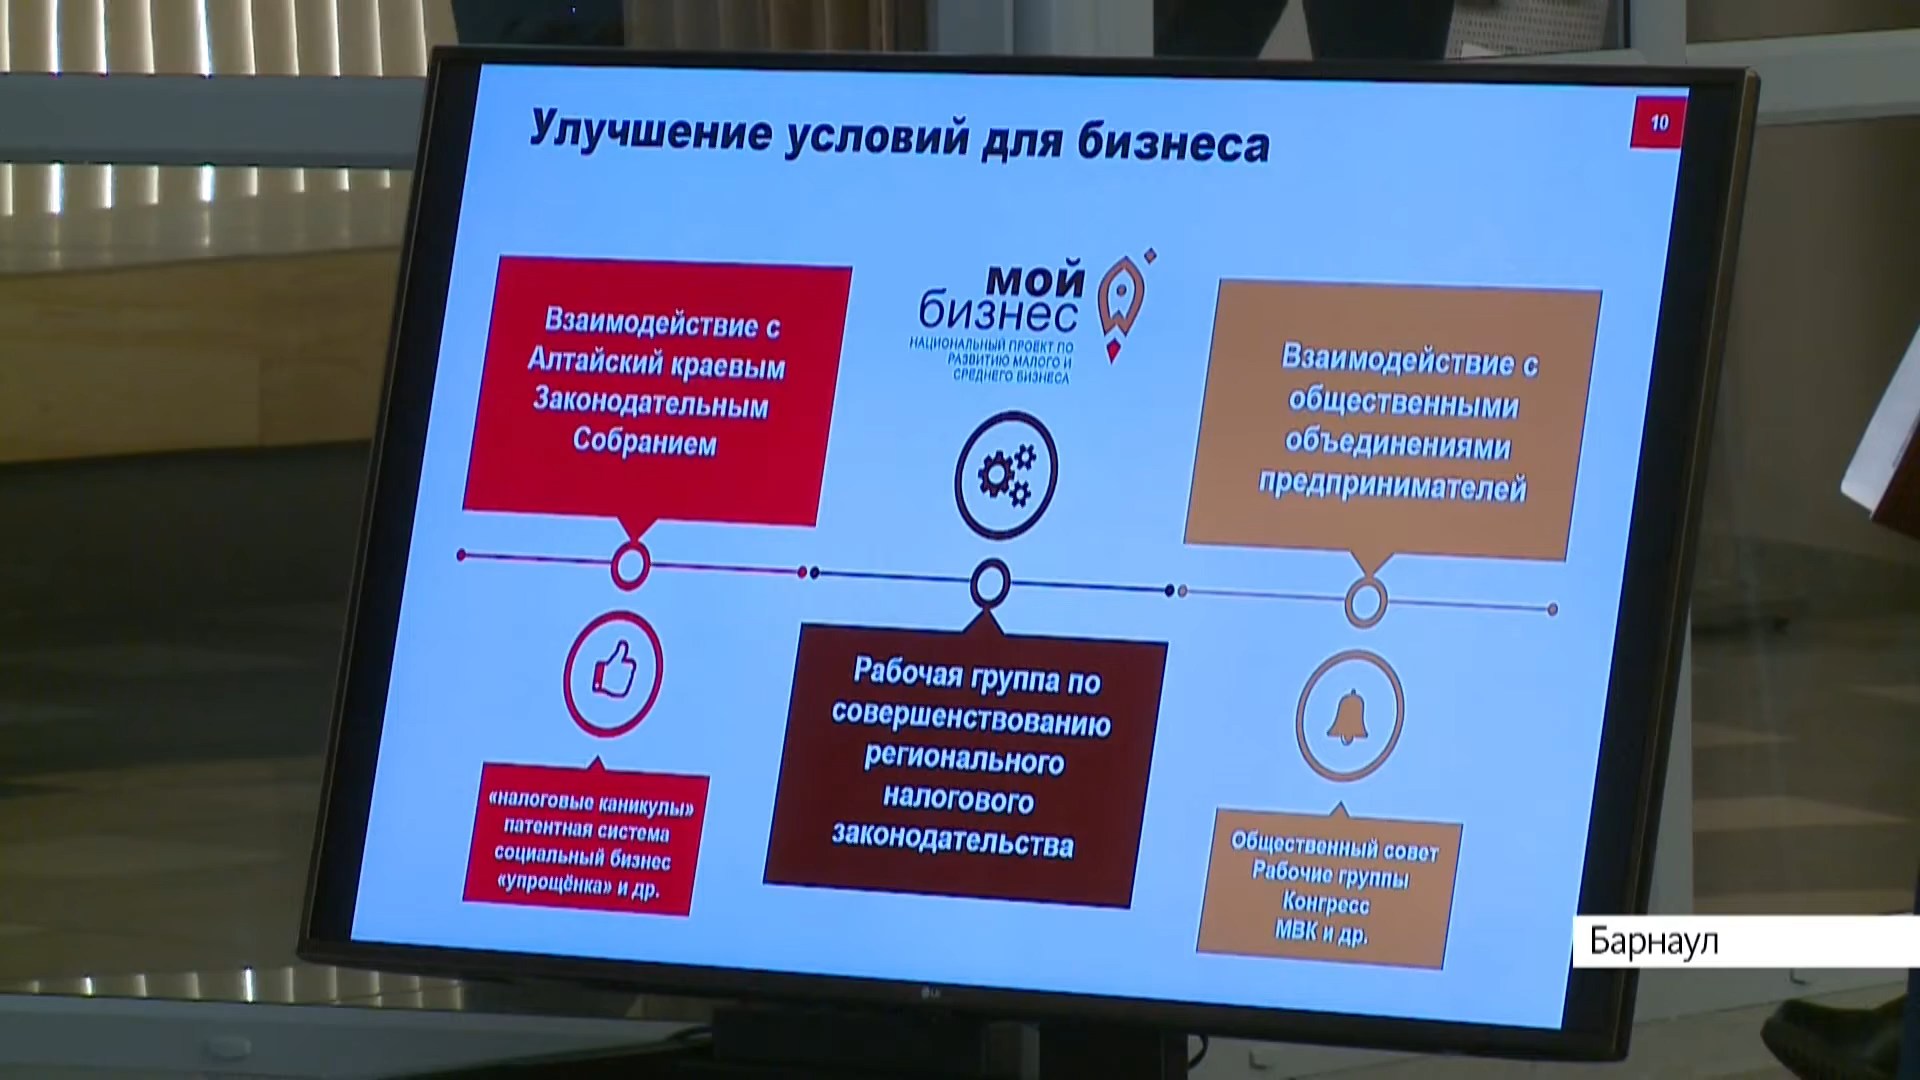 Улучшение условий для бизнеса
10
Взаимодействие с
Алтайский краевым
Законодательным
Собранием
мой
бизнес
НАЦИОНАЛЬНЫЙ ПРОЕКТ ПО
РАЗВИТИЮ МАЛОГО И
СРЕДНЕГО БИЗНЕСА
Взаимодействие с
общественными
объединениями
предпринимателей
«налоговые каникулы»
патентная система
социальный бизнес
«упрощёнка» и др.
Рабочая группа по
совершенствованию
регионального
налогового
законодательства
Общественный совет
Рабочие группы
Конгресс
МВК и др.
LG
Барнаул